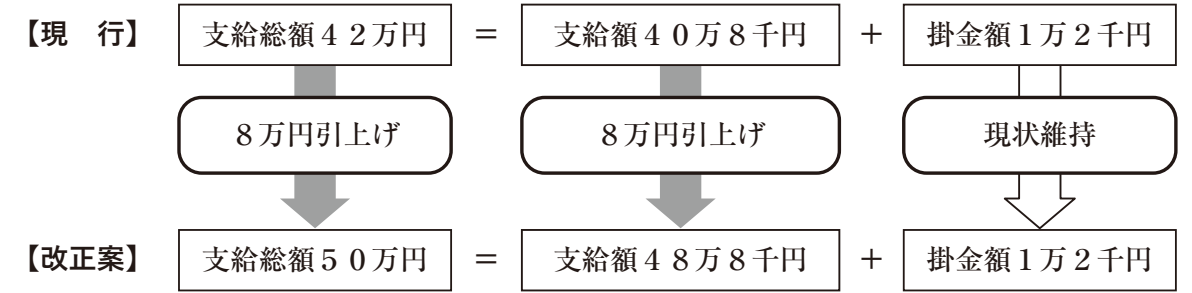 【現　行】 支給総額４２万円 ＝ 支給額４０万８千円 ＋ 掛金額１万２千円
８万円引上げ ８万円引上げ 現状維持
【改正案】 支給総額５０万円 ＝ 支給額４８万８千円 ＋ 掛金額１万２千円